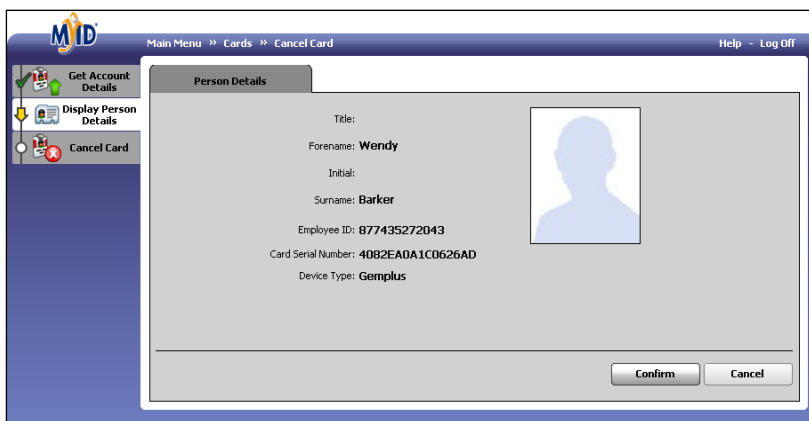 MyID
Main Menu » Cards » Cancel Card
Help - Log Off
Get Account
Details
Display Person
Details
Cancel Card
Person Details
Title:
Forename: Wendy
Initial:
Surname: Barker
Employee ID: 877435272043
Card Serial Number: 4082EA0A1C0626AD
Device Type: Gemplus
Confirm
Cancel